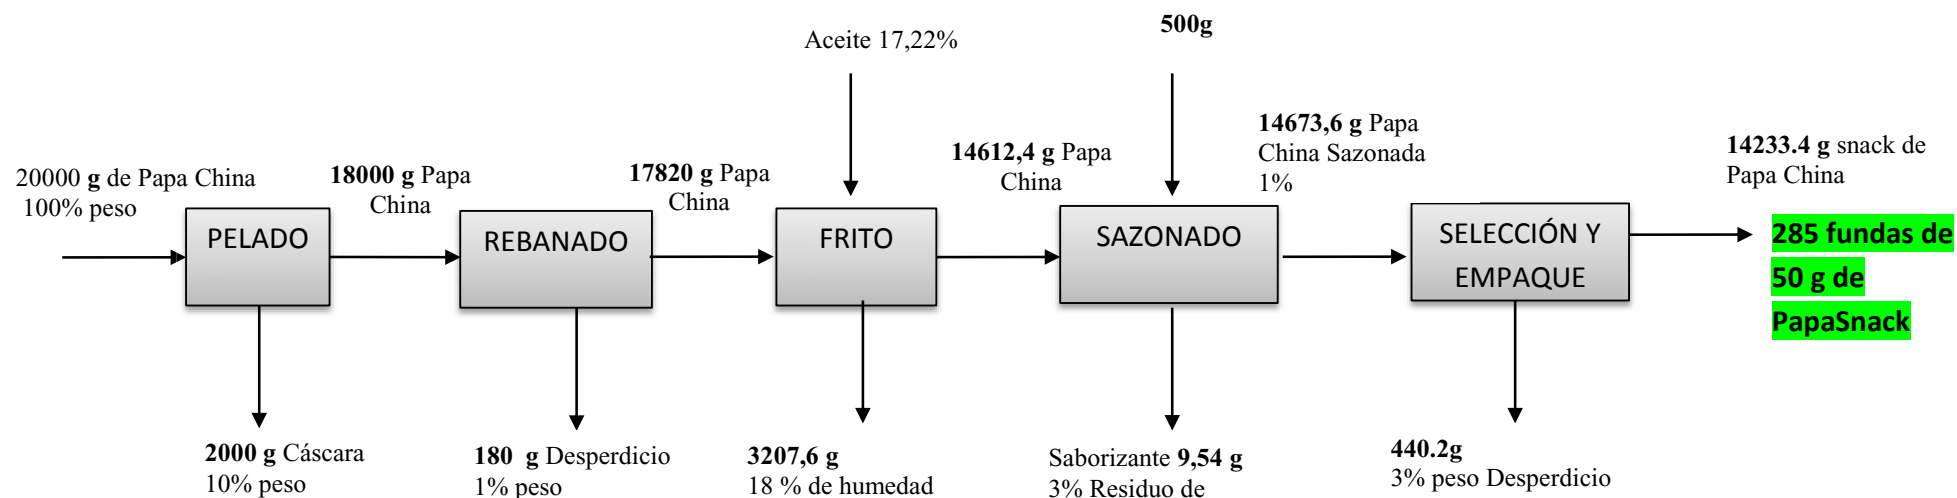 Aceite 17,22%
500g
20000 g de Papa China
100% peso
18000 g Papa
China
17820 g Papa
China
14612,4 g Papa
China
14673,6 g Papa
China Sazonada
1%
14233.4 g snack de
Papa China
PELADO
REBANADO
FRITO
SAZONADO
SELECCIÓN Y
EMPAQUE
285 fundas de
50 g de
PapaSnack
2000 g Cáscara
10% peso
180 g Desperdicio
1% peso
3207,6 g
18 % de humedad
Saborizante 9,54 g
3% Residuo de
440.2g
3% peso Desperdicio